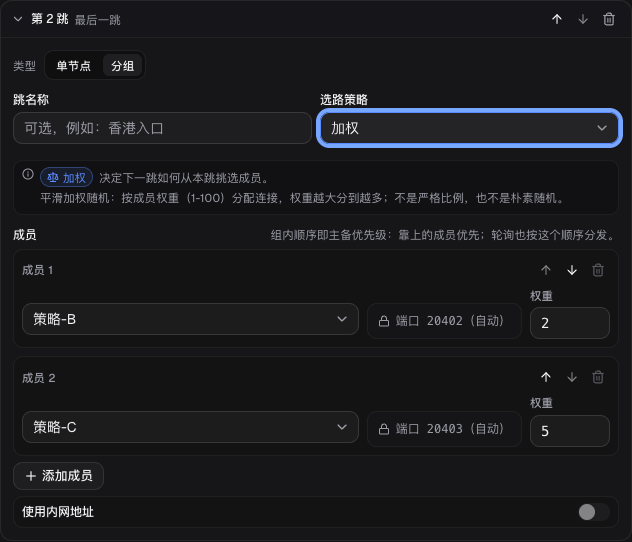 第 2 跳 最后一跳
类型 单节点 分组
跳名称 选路策略
可选，例如：香港入口 加权
加权 决定下一跳如何从本跳挑选成员。
平滑加权随机：按成员权重（1-100）分配连接，权重越大分到越多；不是严格比例，也不是朴素随机。
成员 组内顺序即主备优先级：靠上的成员优先；轮询也按这个顺序分发。
成员 1
权重
策略-B 端口 20402（自动） 2
成员 2
权重
策略-C 端口 20403（自动） 5
+ 添加成员
使用内网地址